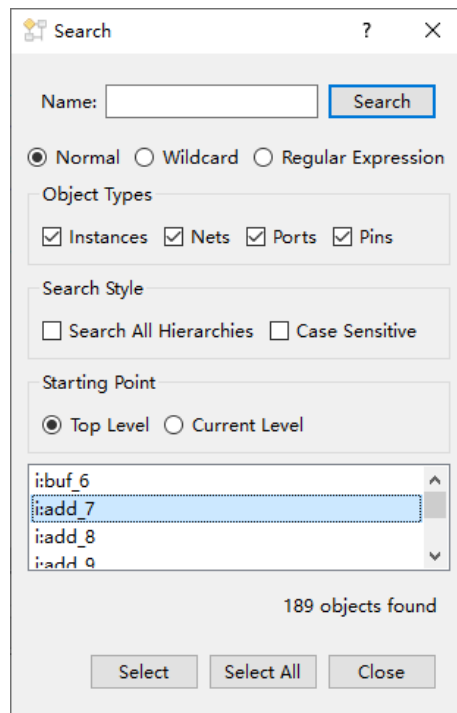 Search ?
Name: Search
Normal Wildcard Regular Expression
Object Types
Instances Nets Ports Pins
Search Style
Search All Hierarchies Case Sensitive
Starting Point
Top Level Current Level
i:buf_6
i:add_7
i:add_8
i:add_9
189 objects found
Select Select All Close